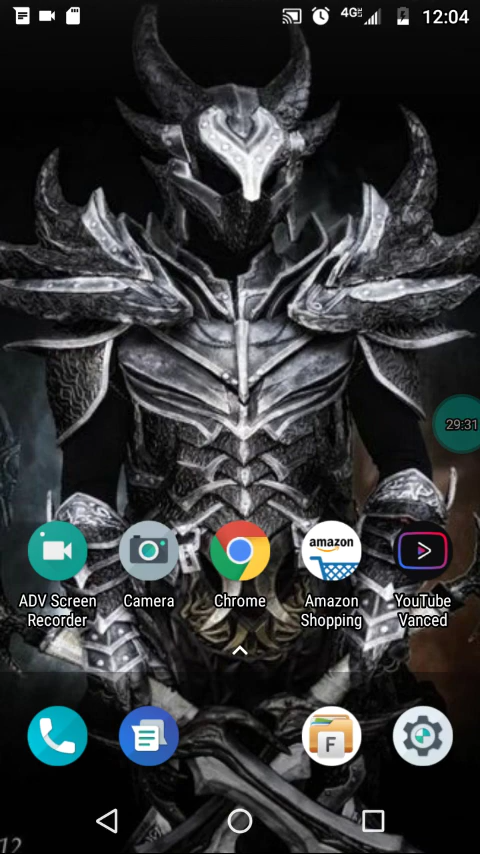 4G 12:04
29:31
amazon
ADV Screen
Recorder
Camera
Chrome
Amazon
Shopping
YouTube
Vanced
F
12